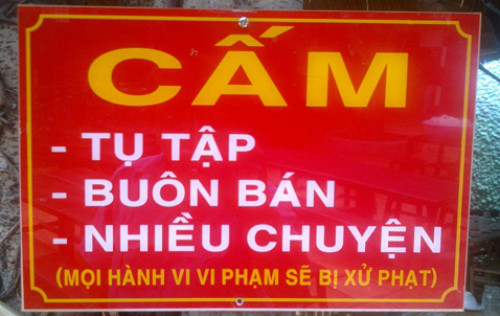 CẤM
- TỤ TẬP
- BUÔN BÁN
- NHIỀU CHUYỆN
(MỌI HÀNH VI VI PHẠM SẼ BỊ XỬ PHẠT)